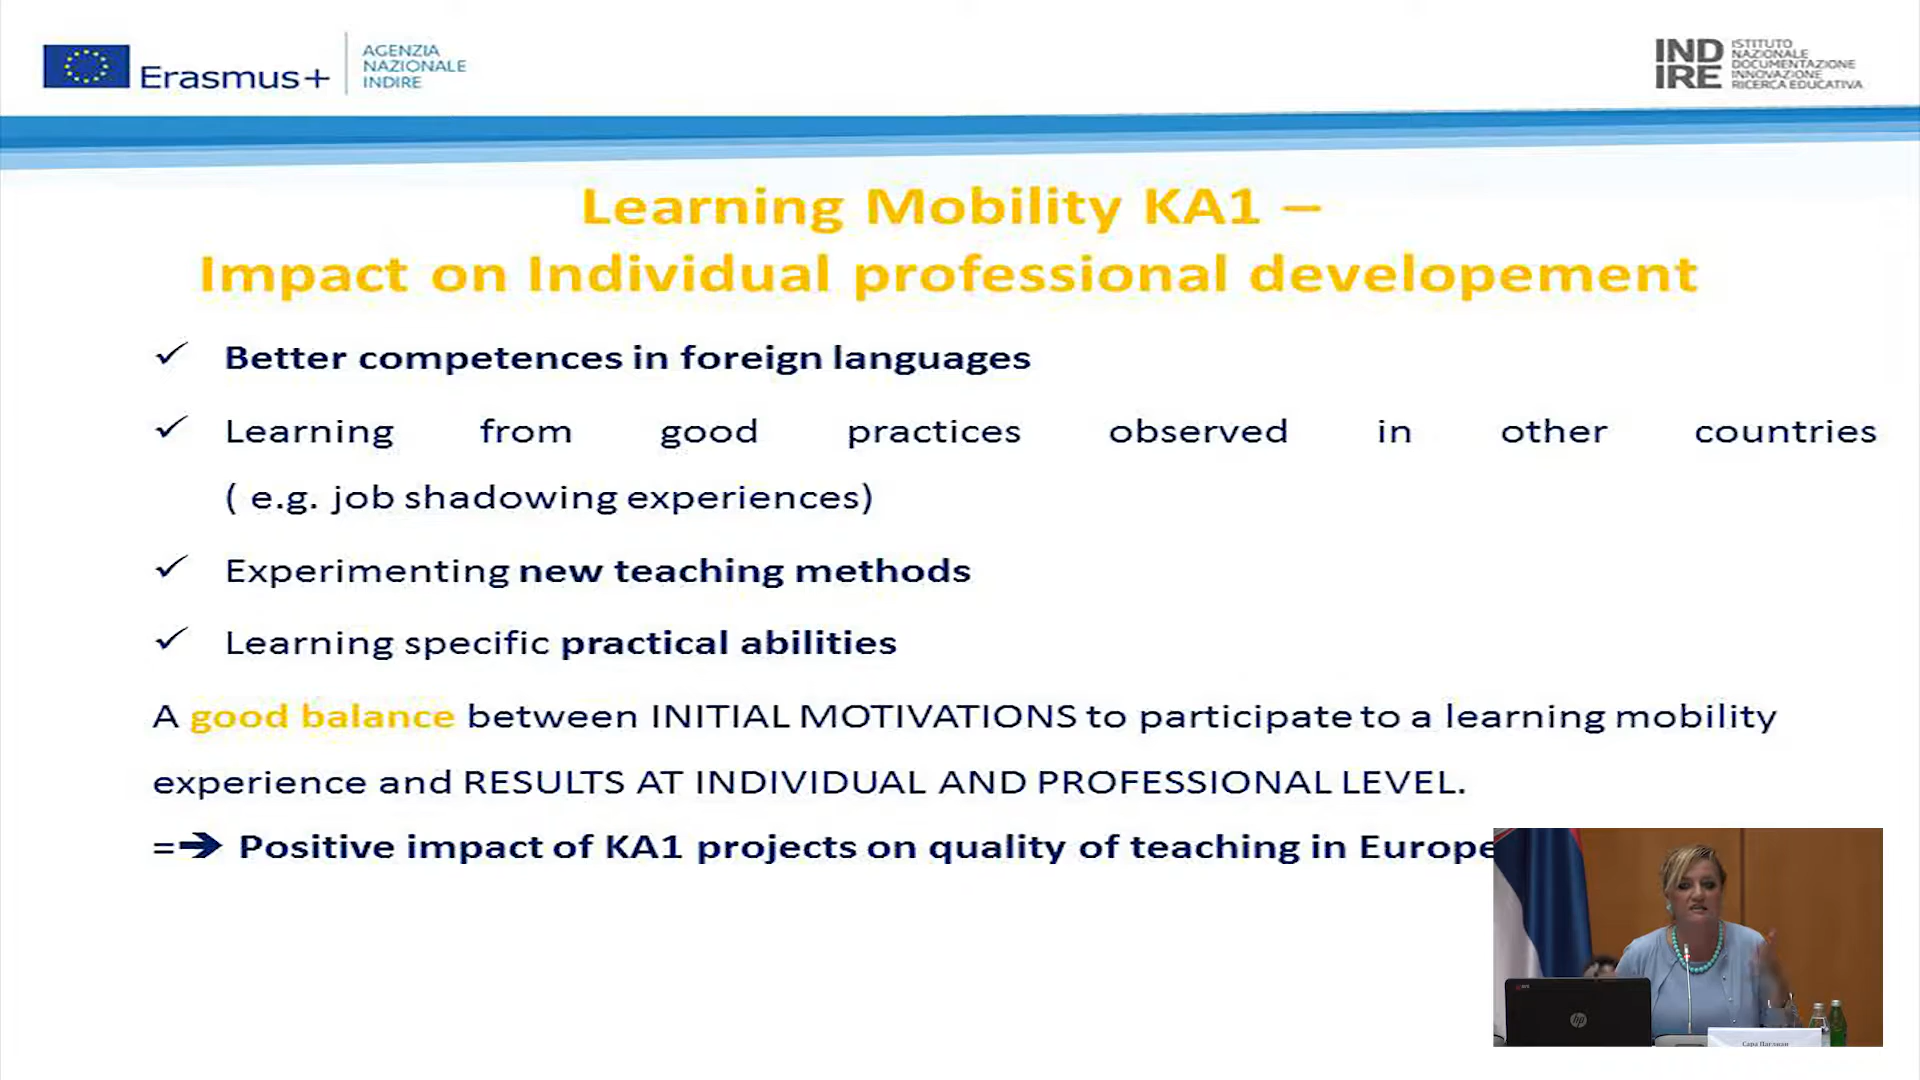 Erasmus+
AGENZIA
NAZIONALE
INDIRE
IND
IRE
ISTITUTO
NAZIONALE
DOCUMENTAZIONE
INNOVAZIONE
RICERCA EDUCATIVA
Learning Mobility KA1 –
Impact on Individual professional developement
✓ Better competences in foreign languages
✓ Learning from good practices observed in other countries
( e.g. job shadowing experiences)
✓ Experimenting new teaching methods
✓ Learning specific practical abilities
A good balance between INITIAL MOTIVATIONS to participate to a learning mobility
experience and RESULTS AT INDIVIDUAL AND PROFESSIONAL LEVEL.
=➔ Positive impact of KA1 projects on quality of teaching in Europe
hp
Сара Паглиаи